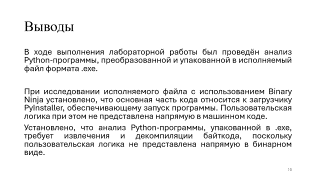 Выводы
В ходе выполнения лабораторной работы был проведён анализ
Python-программы, преобразованной и упакованной в исполняемый
файл формата .exe.
При исследовании исполняемого файла с использованием Binary
Ninja установлено, что основная часть кода относится к загрузчику
PyInstaller, обеспечивающему запуск программы. Пользовательская
логика при этом не представлена напрямую в машинном коде.
Установлено, что анализ Python-программы, упакованной в .exe,
требует извлечения и декомпиляции байткода, поскольку
пользовательская логика не представлена напрямую в бинарном
виде.